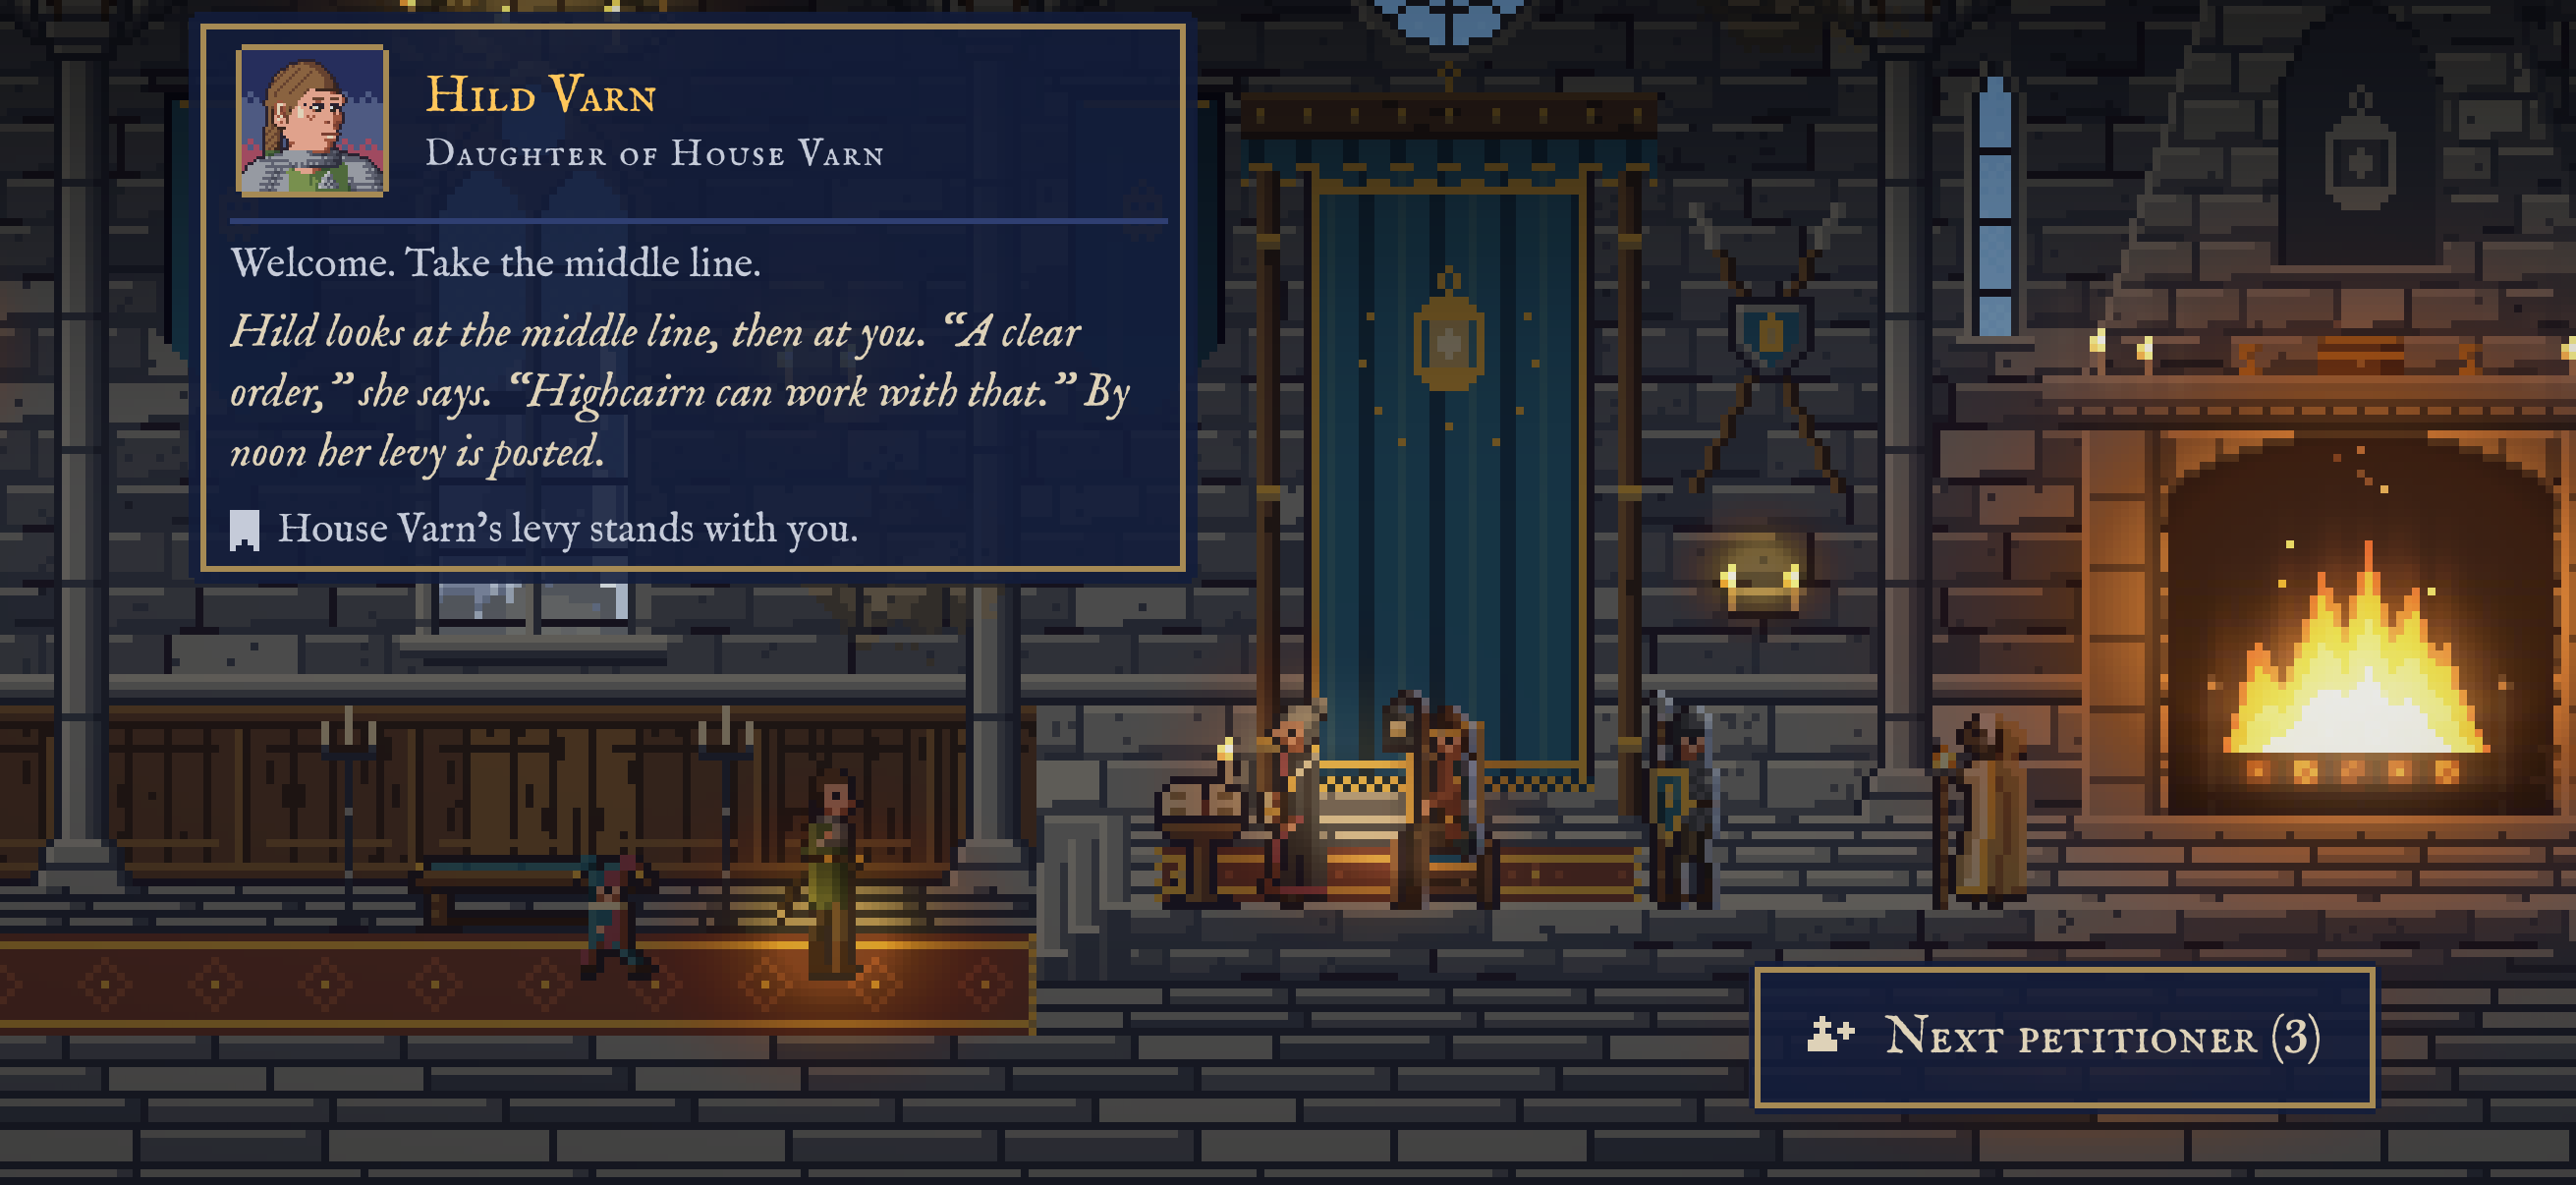 Hild Varn
Daughter of House Varn
Welcome. Take the middle line.
Hild looks at the middle line, then at you. “A clear
order,” she says. “Highcairn can work with that.” By
noon her levy is posted.
House Varn’s levy stands with you.
Next petitioner (3)